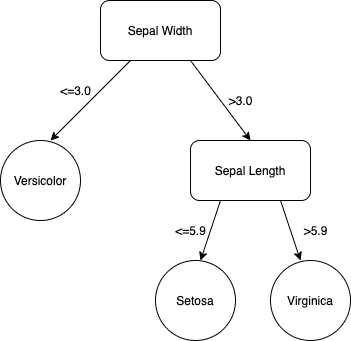 Sepal Width
<=3.0
>3.0
Versicolor
Sepal Length
<=5.9
>5.9
Setosa
Virginica